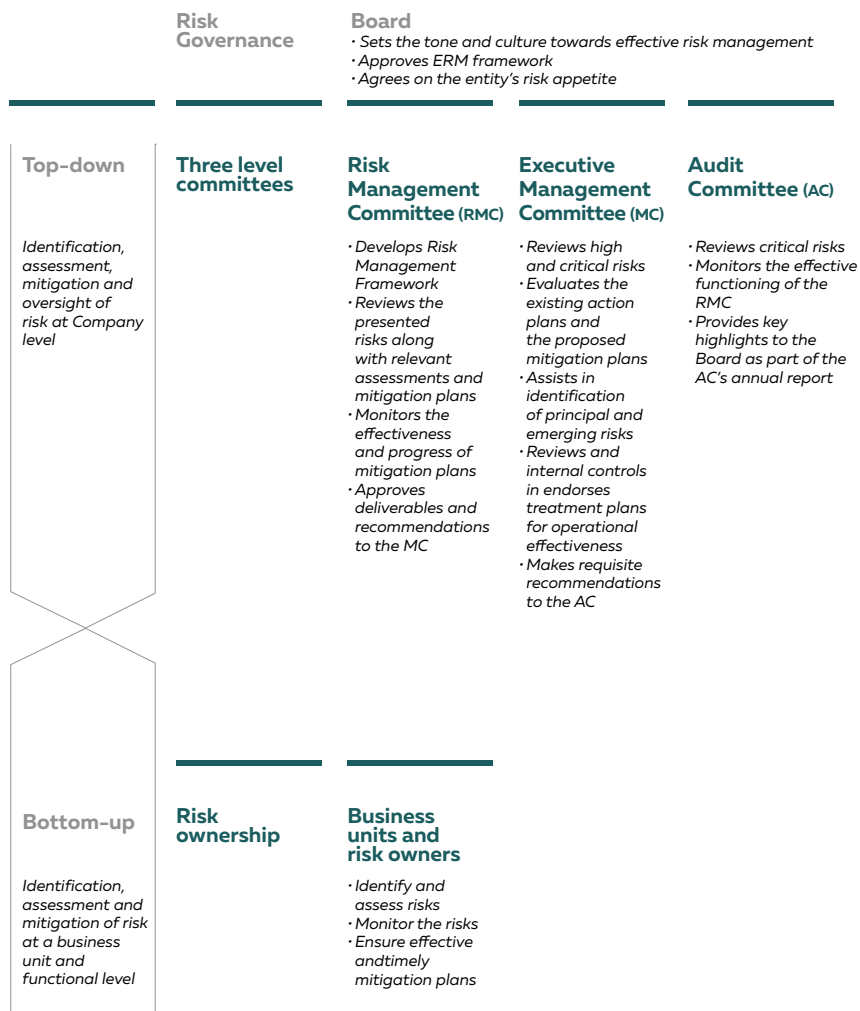 Risk
Governance
Board
· Sets the tone and culture towards effective risk management
· Approves ERM framework
· Agrees on the entity's risk appetite
Top-down
Identification,
assessment,
mitigation and
oversight of
risk at Company
level
Three level
committees
Risk
Management
Committee (RMC)
· Develops Risk
Management
Framework
· Reviews the
presented
risks along
with relevant
assessments and
mitigation plans
· Monitors the
effectiveness
and progress of
mitigation plans
· Approves
deliverables and
recommendations
to the MC
Executive
Management
Committee (MC)
· Reviews high
and critical risks
· Evaluates the
existing action
plans and
the proposed
mitigation plans
· Assists in
identification
of principal and
emerging risks
· Reviews and
internal controls
in endorses
treatment plans
for operational
effectiveness
· Makes requisite
recommendations
to the AC
Audit
Committee (AC)
· Reviews critical risks
· Monitors the effective
functioning of the
RMC
· Provides key
highlights to the
Board as part of the
AC's annual report
Bottom-up
Identification,
assessment and
mitigation of risk
at a business
unit and
functional level
Risk
ownership
Business
units and
risk owners
· Identify and
assess risks
· Monitor the risks
· Ensure effective
andtimely
mitigation plans